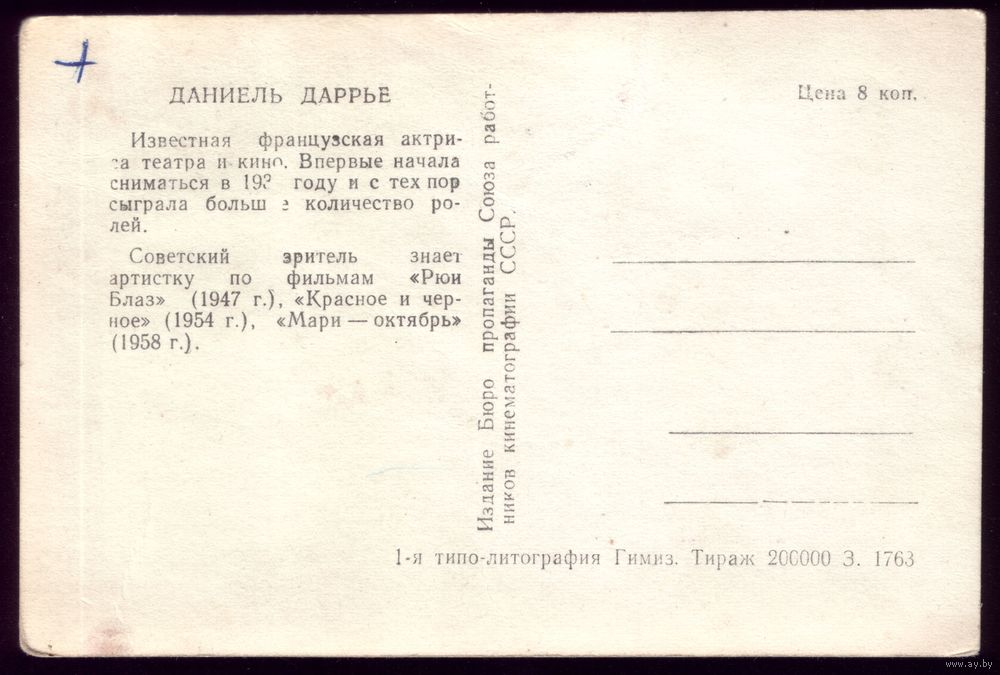 ДАНИЕЛЬ ДАРРЬЕ
Цена 8 коп.
Известная французская актри-
са театра и кино. Впервые начала
сниматься в году и с тех пор
сыграла больш е количество ро-
лей.
Советский зритель знает
артистку по фильмам «Рюи
Блаз» (1947 г.), «Красное и чер-
ное» (1954 г.), «Мари — октябрь»
(1958 г.).
Издание Бюро пропаганды Союза работ-
ников кинематографии СССР.
1-я типо-литография Гимиз. Тираж 200000 З. 1763
www.ay.by